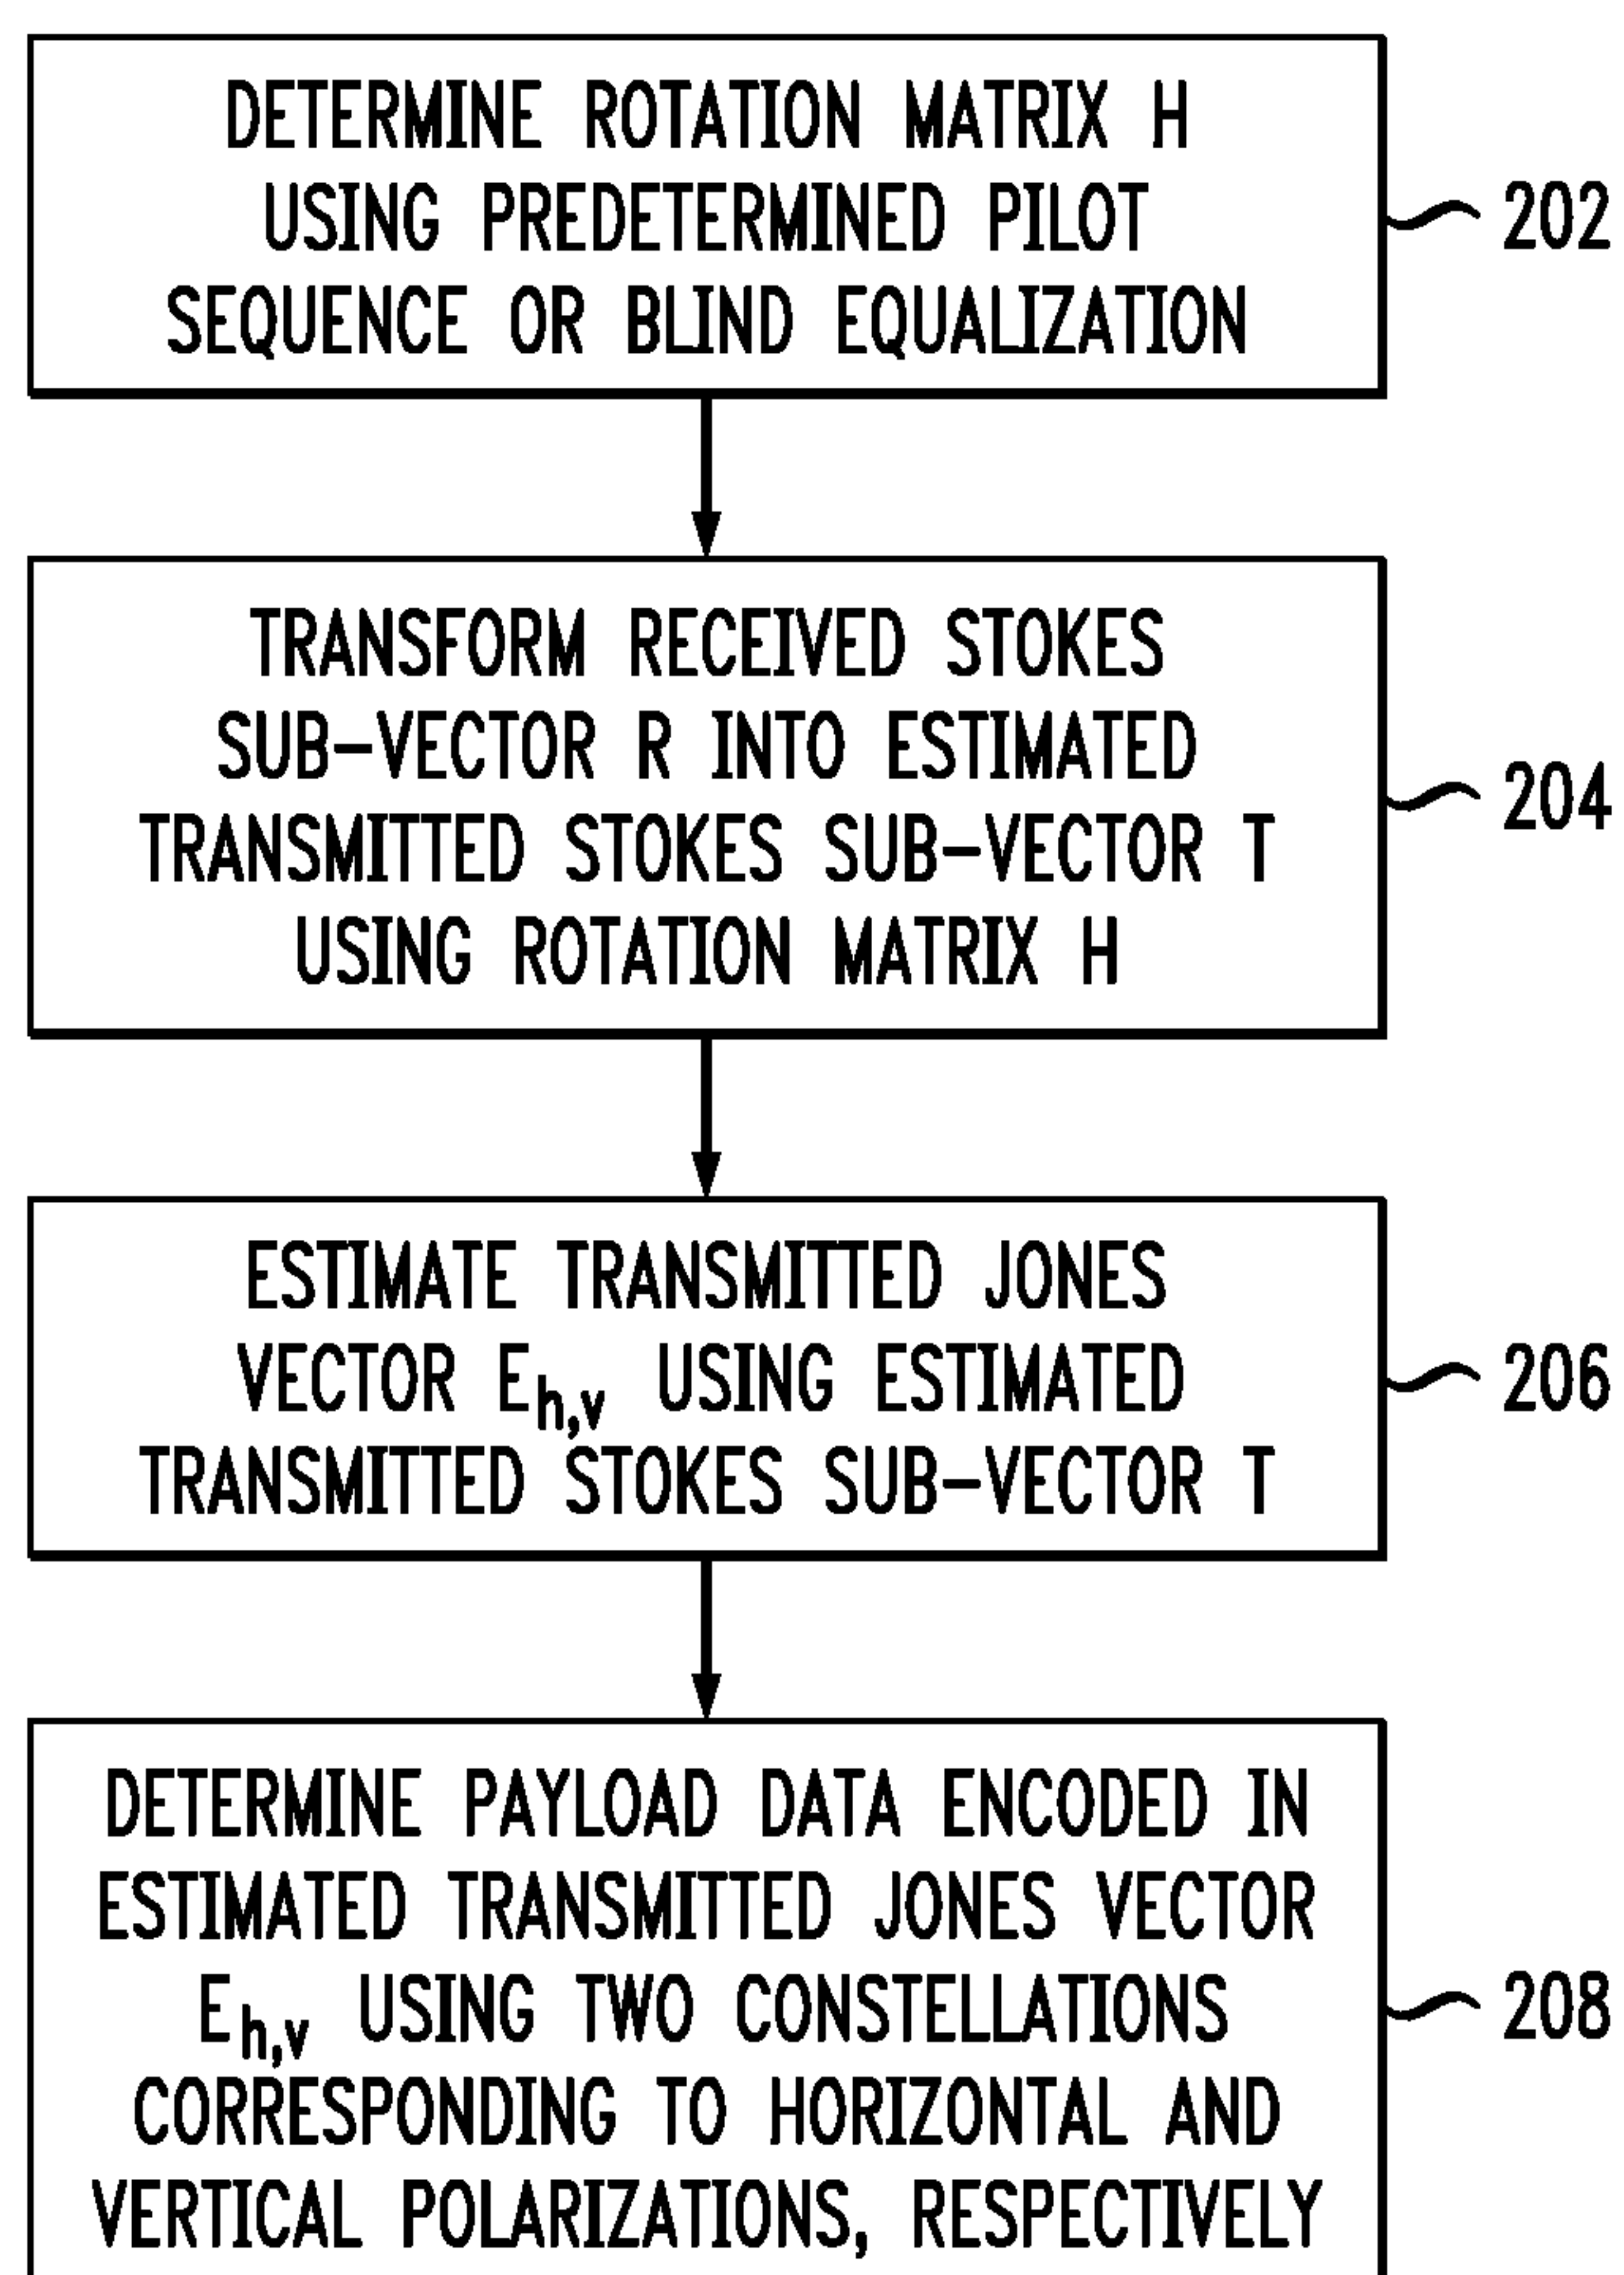 DETERMINE ROTATION MATRIX H
USING PREDETERMINED PILOT
SEQUENCE OR BLIND EQUALIZATION
202
TRANSFORM RECEIVED STOKES
SUB-VECTOR R INTO ESTIMATED
TRANSMITTED STOKES SUB-VECTOR T
USING ROTATION MATRIX H
204
ESTIMATE TRANSMITTED JONES
VECTOR Eh,v USING ESTIMATED
TRANSMITTED STOKES SUB-VECTOR T
206
DETERMINE PAYLOAD DATA ENCODED IN
ESTIMATED TRANSMITTED JONES VECTOR
Eh,v USING TWO CONSTELLATIONS
CORRESPONDING TO HORIZONTAL AND
VERTICAL POLARIZATIONS, RESPECTIVELY
208